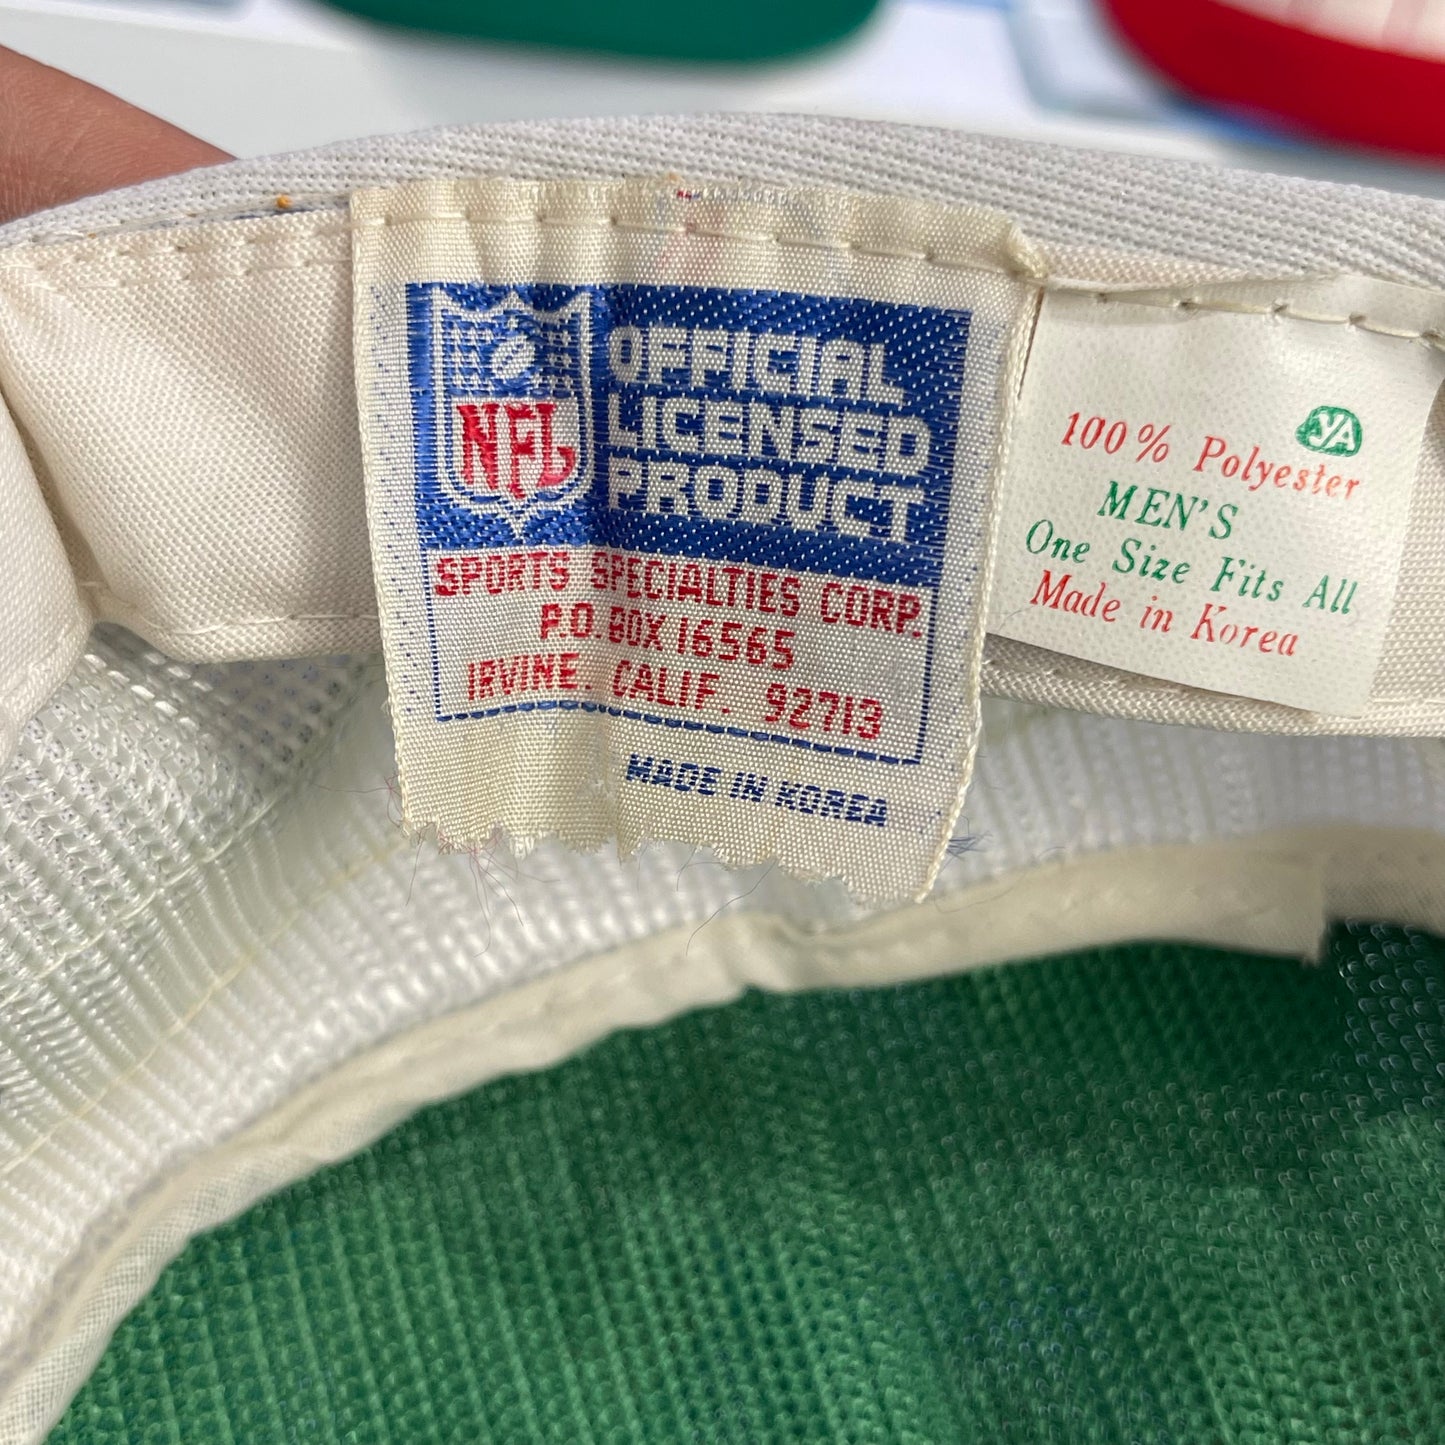 NFL
OFFICIAL
LICENSED
PRODUCT
SPORTS SPECIALTIES CORP.
P.O. BOX 16565
IRVINE. CALIF. 92713
MADE IN KOREA
YA
100% Polyester
MEN'S
One Size Fits All
Made in Korea